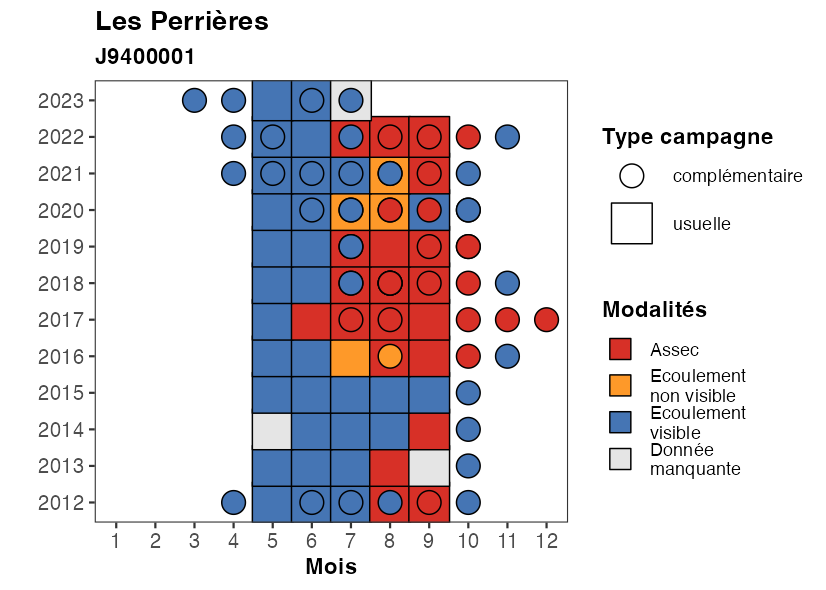 Les Perrières
J9400001
2023
2022
2021
2020
2019
2018
2017
2016
2015
2014
2013
2012
1 2 3 4 5 6 7 8 9 10 11 12
Mois
Type campagne
complémentaire
usuelle
Modalités
Assec
Ecoulement
non visible
Ecoulement
visible
Donnée
manquante